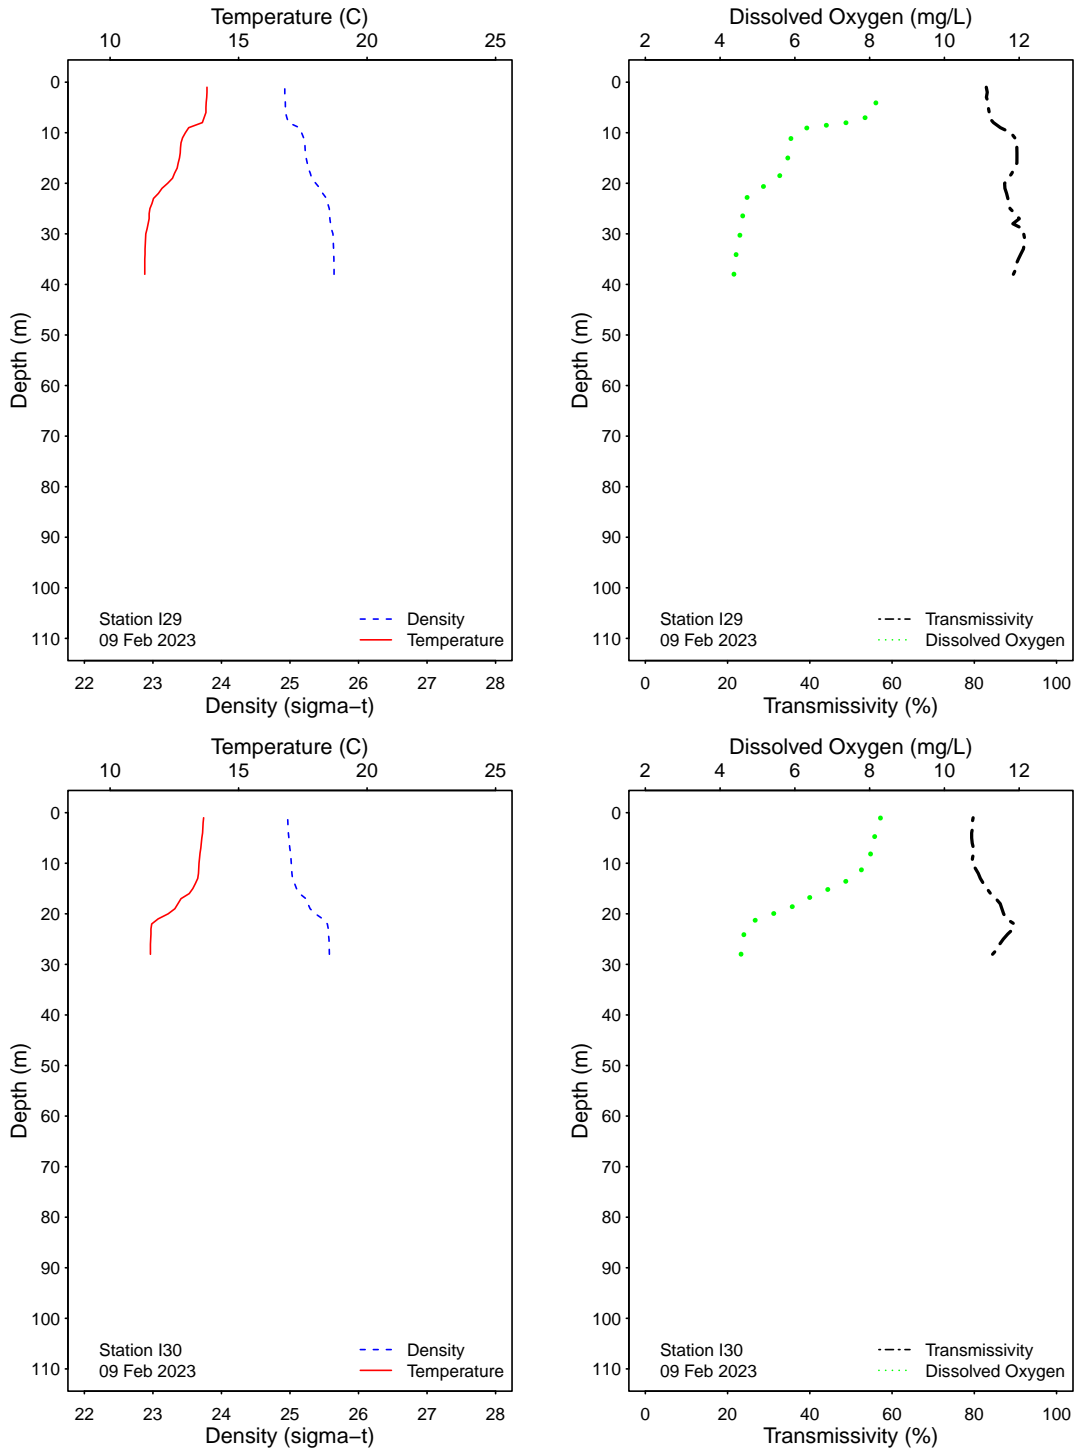 Temperature (C)
10 15 20 25
0
10
20
30
40
50
60
70
80
90
100
110
Depth (m)
Station I29
09 Feb 2023
Density
Temperature
22 23 24 25 26 27 28
Density (sigma−t)
Dissolved Oxygen (mg/L)
2 4 6 8 10 12
0
10
20
30
40
50
60
70
80
90
100
110
Depth (m)
Station I29
09 Feb 2023
Transmissivity
Dissolved Oxygen
0 20 40 60 80 100
Transmissivity (%)
Temperature (C)
10 15 20 25
0
10
20
30
40
50
60
70
80
90
100
110
Depth (m)
Station I30
09 Feb 2023
Density
Temperature
22 23 24 25 26 27 28
Density (sigma−t)
Dissolved Oxygen (mg/L)
2 4 6 8 10 12
0
10
20
30
40
50
60
70
80
90
100
110
Depth (m)
Station I30
09 Feb 2023
Transmissivity
Dissolved Oxygen
0 20 40 60 80 100
Transmissivity (%)